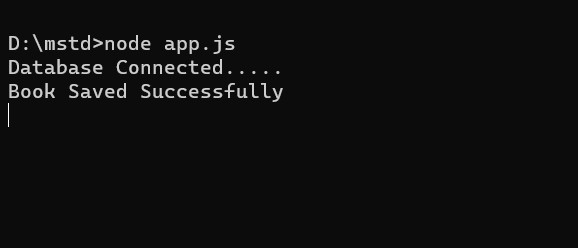 D:\mstd>node app.js
Database Connected.....
Book Saved Successfully